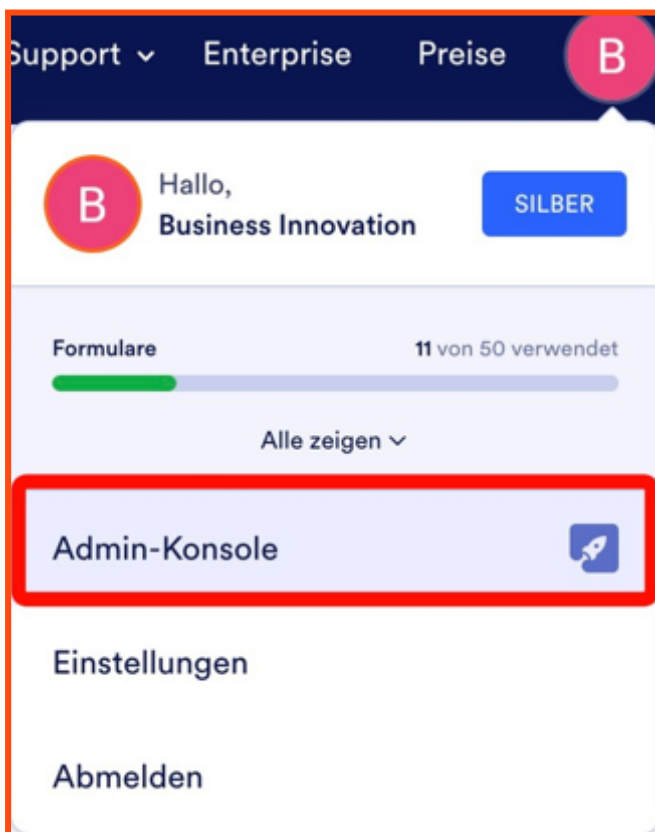 Support Enterprise Preise B
B
Hallo,
Business Innovation
SILBER
Formulare 11 von 50 verwendet
Alle zeigen
Admin-Konsole
Einstellungen
Abmelden